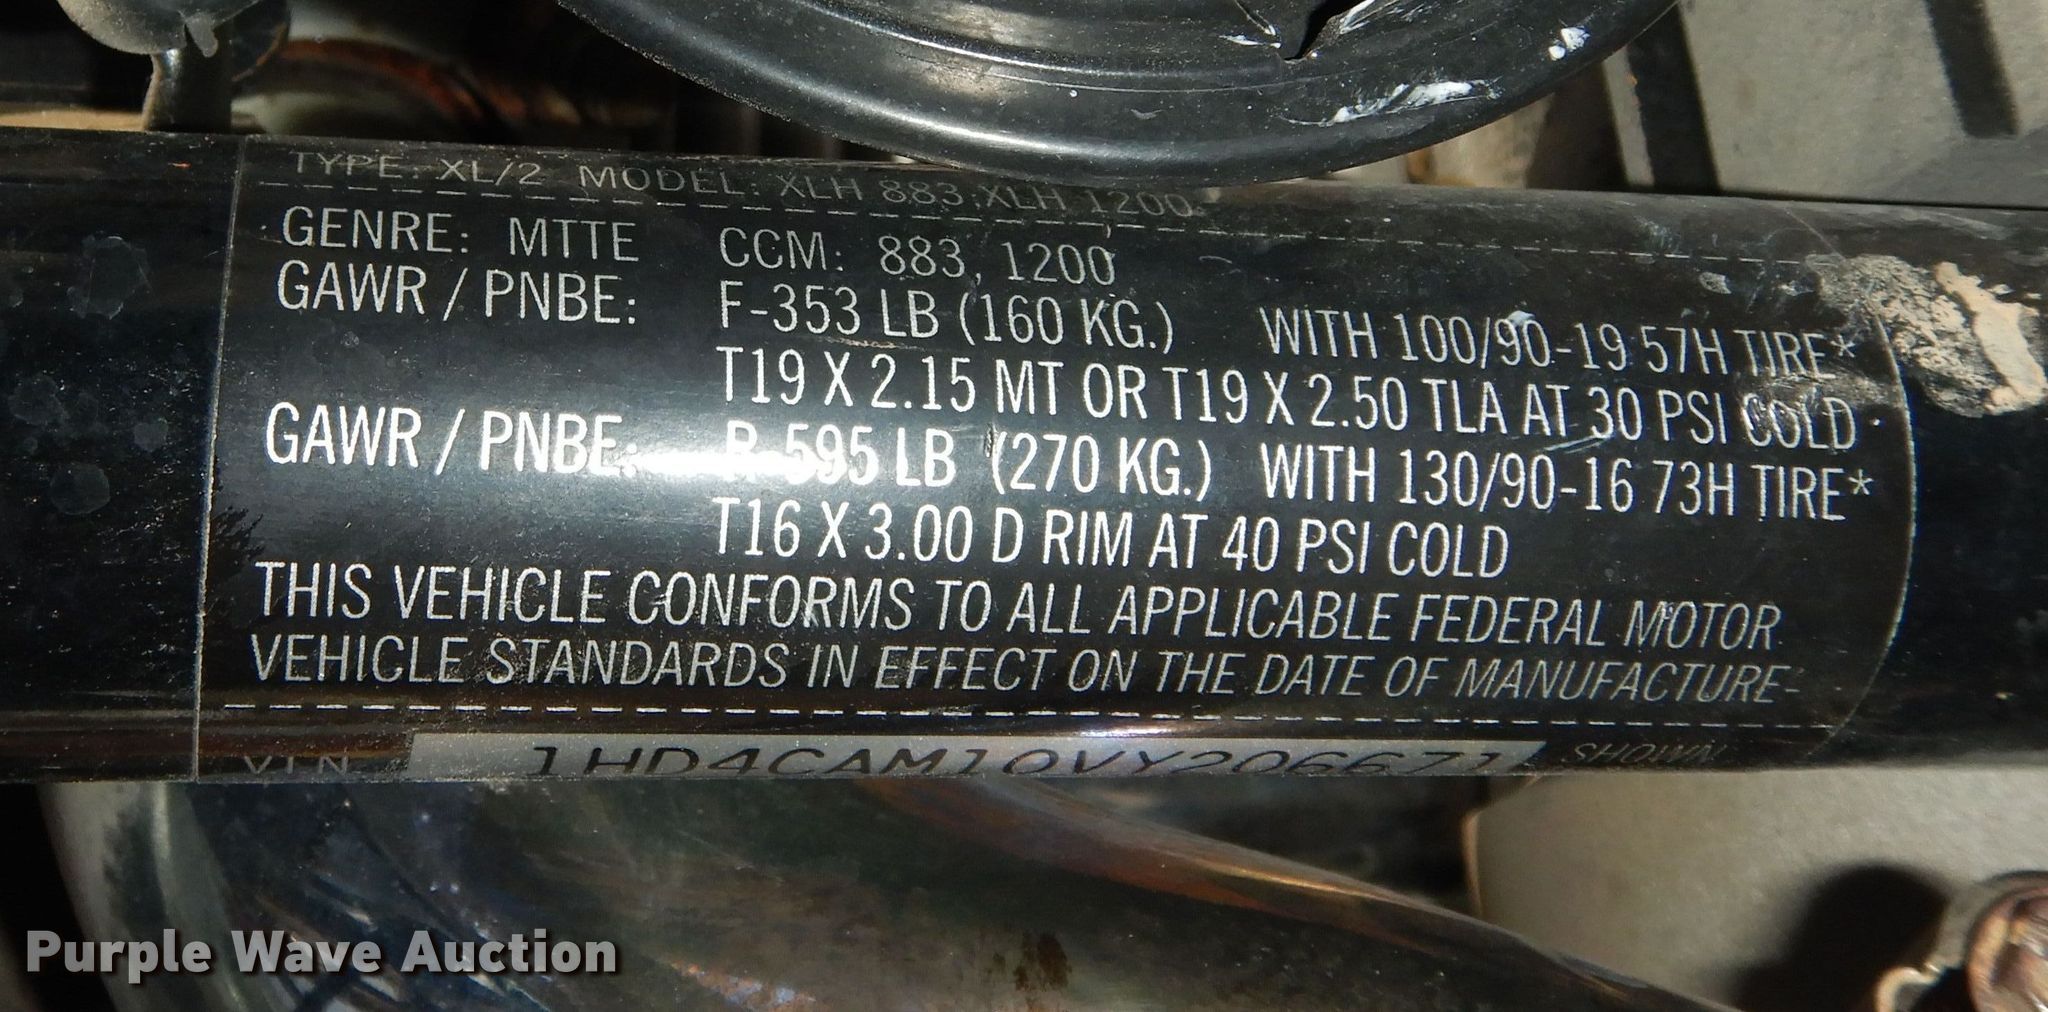 TYPE: XL/2 MODEL: XLH 883,XLH 1200
GENRE: MTTE CCM: 883, 1200
GAWR / PNBE: F-353 LB (160 KG.) WITH 100/90-19 57H TIRE*
T19 X 2.15 MT OR T19 X 2.50 TLA AT 30 PSI COLD
GAWR / PNBE: R-595 LB (270 KG.) WITH 130/90-16 73H TIRE*
T16 X 3.00 D RIM AT 40 PSI COLD
THIS VEHICLE CONFORMS TO ALL APPLICABLE FEDERAL MOTOR
VEHICLE STANDARDS IN EFFECT ON THE DATE OF MANUFACTURE
VIN SHOWN
Purple Wave Auction